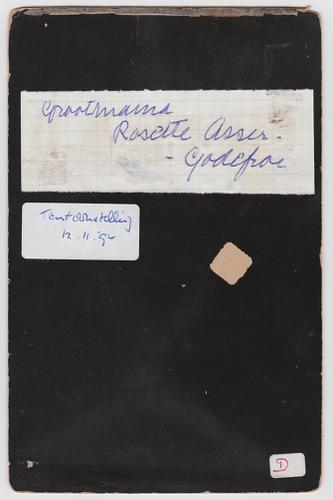 Grootmama
Rosette Asser-
-Godefroi
Tentoonstelling
12.11.'94
D